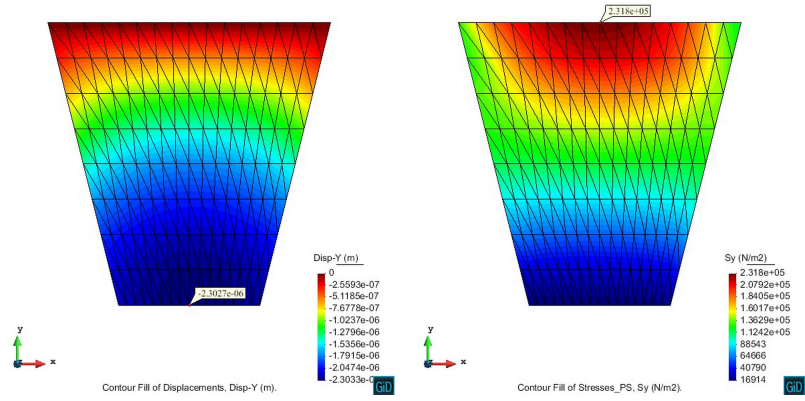 2.318e+05
-2.3027e-06
Disp-Y (m)
0
-2.5593e-07
-5.1185e-07
-7.6778e-07
-1.0237e-06
-1.2796e-06
-1.5356e-06
-1.7915e-06
-2.0474e-06
-2.3033e-06
y
x
Contour Fill of Displacements, Disp-Y (m).
GiD
Sy (N/m2)
2.318e+05
2.0792e+05
1.8405e+05
1.6017e+05
1.3629e+05
1.1242e+05
88543
64666
40790
16914
y
x
Contour Fill of Stresses_PS, Sy (N/m2).
GiD